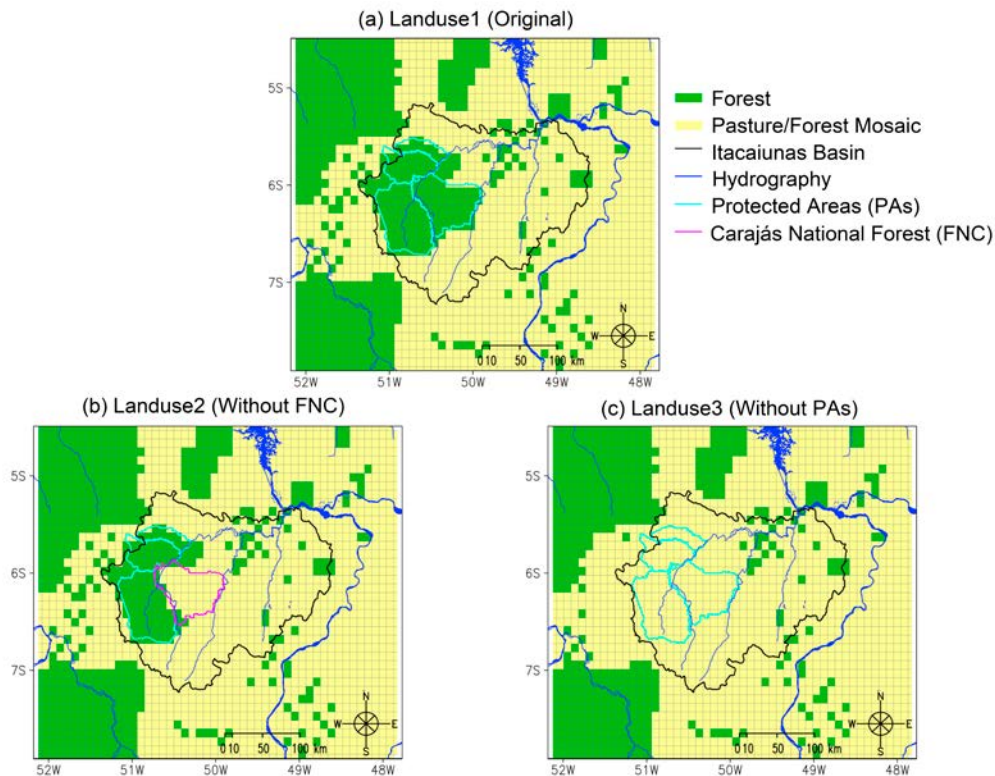 (a) Landuse1 (Original)
5S
6S
7S
52W 51W 50W 49W 48W
N
W E
S
0 10 50 100 km
Forest
Pasture/Forest Mosaic
Itacaiunas Basin
Hydrography
Protected Areas (PAs)
Carajás National Forest (FNC)
(b) Landuse2 (Without FNC)
5S
6S
7S
52W 51W 50W 49W 48W
N
W E
S
0 10 50 100 km
(c) Landuse3 (Without PAs)
5S
6S
7S
52W 51W 50W 49W 48W
N
W E
S
0 10 50 100 km